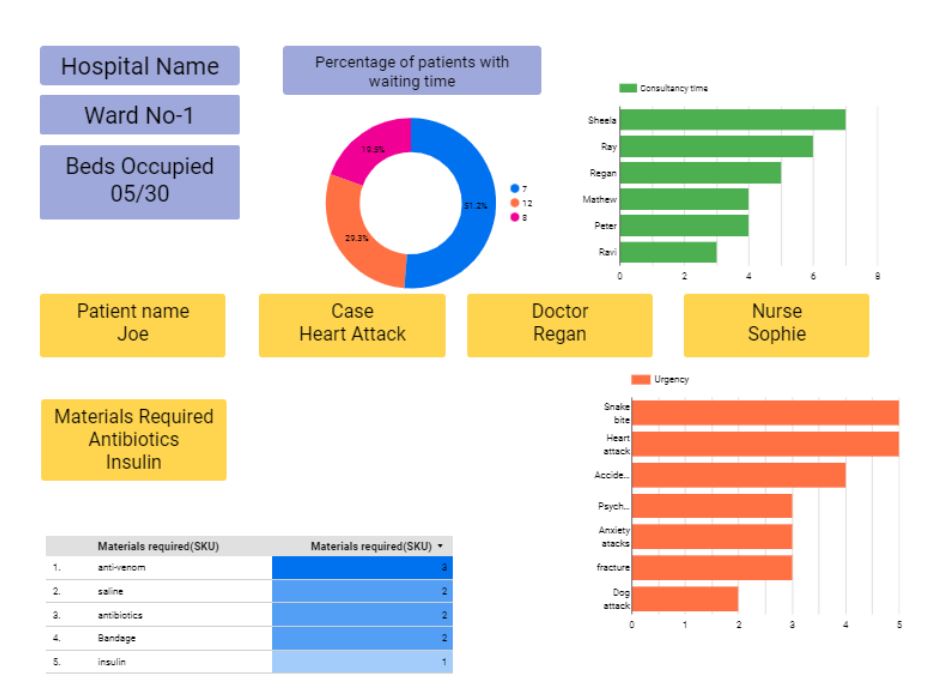 Hospital Name
Ward No-1
Beds Occupied
05/30
Percentage of patients with
waiting time
19.5%
51.2%
29.3%
7
12
8
Consultancy time
Sheela
Ray
Regan
Mathew
Peter
Ravi
0 2 4 6 8
Patient name
Joe
Case
Heart Attack
Doctor
Regan
Nurse
Sophie
Materials Required
Antibiotics
Insulin
Urgency
Snake
bite
Heart
attack
Accide...
Psych...
Anxiety
attacks
fracture
Dog
attack
0 1 2 3 4 5
Materials required(SKU) Materials required(SKU)
1. anti-venom 3
2. saline 2
3. antibiotics 2
4. Bandage 2
5. insulin 1